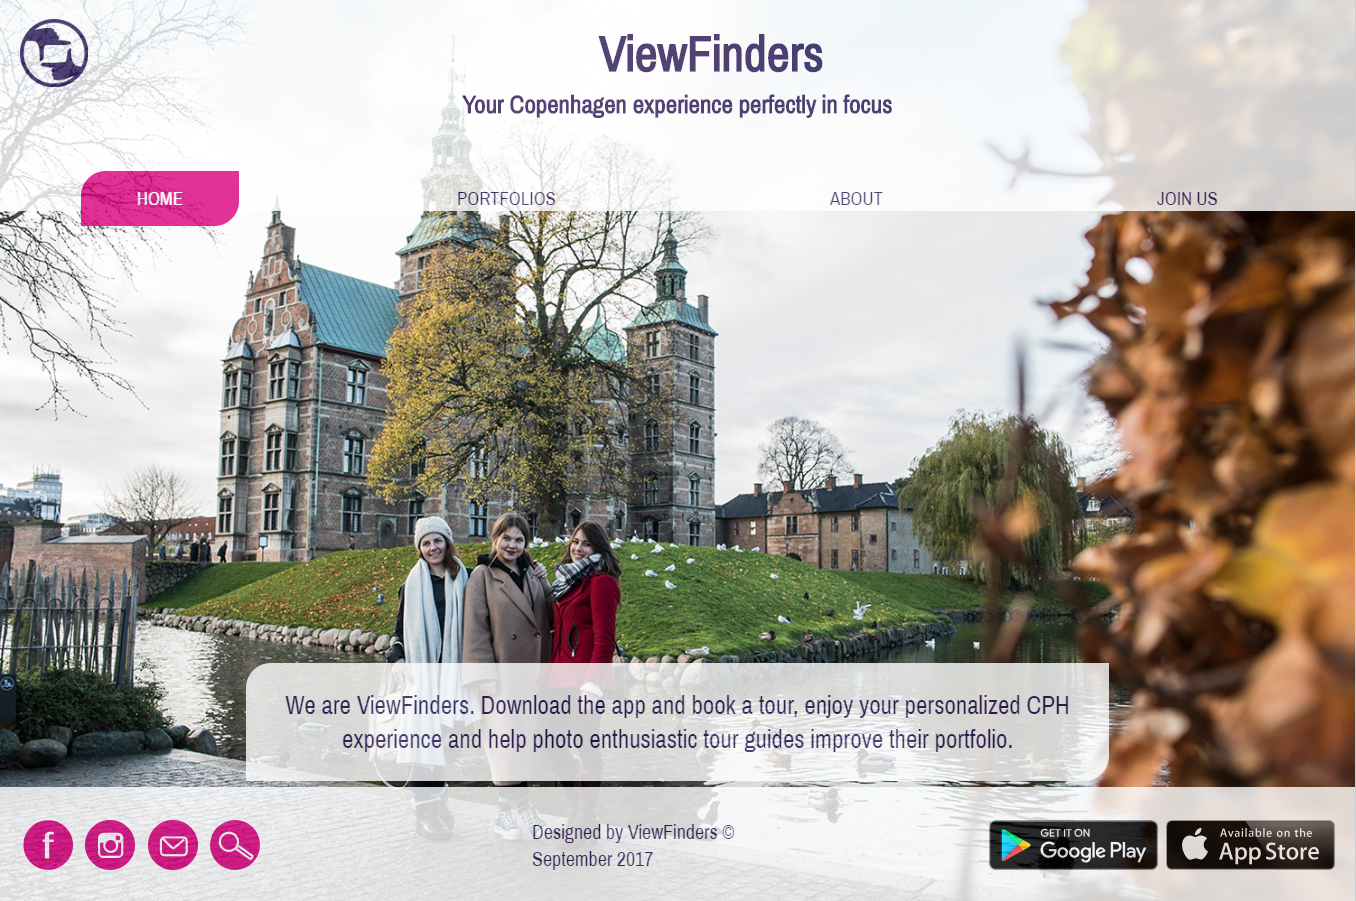 ViewFinders
Your Copenhagen experience perfectly in focus
HOME
PORTFOLIOS
ABOUT
JOIN US
We are ViewFinders. Download the app and book a tour, enjoy your personalized CPH
experience and help photo enthusiastic tour guides improve their portfolio.
Designed by ViewFinders ©
September 2017
GET IT ON
Google Play
Available on the
App Store